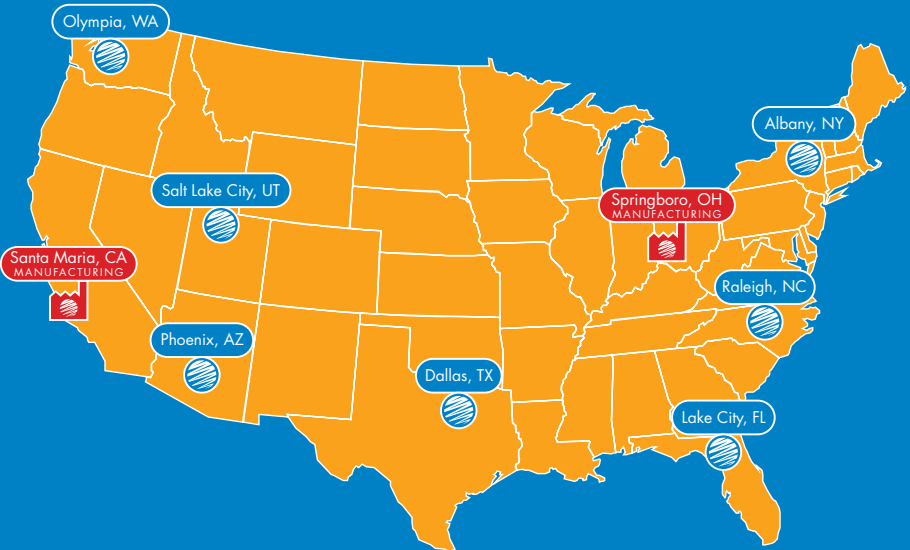 Olympia, WA
Albany, NY
Salt Lake City, UT
Springboro, OH
MANUFACTURING
Santa Maria, CA
MANUFACTURING
Raleigh, NC
Phoenix, AZ
Dallas, TX
Lake City, FL